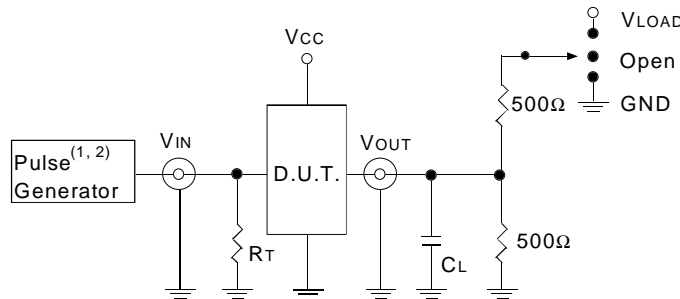 VLOAD
VCC
Open
500Ω
GND
VIN
VOUT
Pulse(1, 2)
Generator
D.U.T.
RT
CL
500Ω